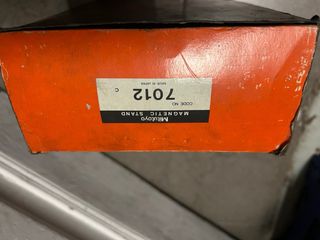 Mitutoyo
MAGNETIC STAND
CODE NO
7012 C
MADE IN JAPAN